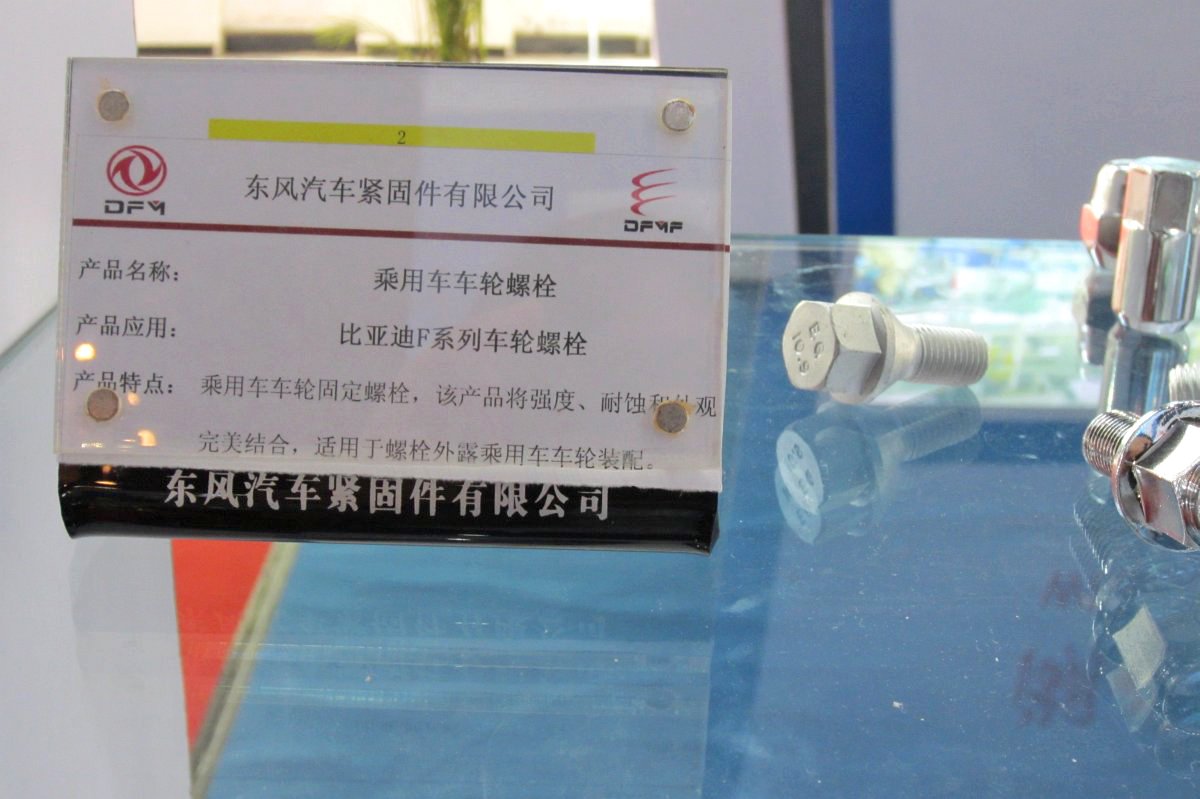 2
DFM
东风汽车紧固件有限公司
DFMF
产品名称：
乘用车车轮螺栓
产品应用：
比亚迪F系列车轮螺栓
产品特点：
乘用车车轮固定螺栓，该产品将强度、耐蚀和外观
完美结合，适用于螺栓外露乘用车车轮装配。
东风汽车紧固件有限公司
10.9